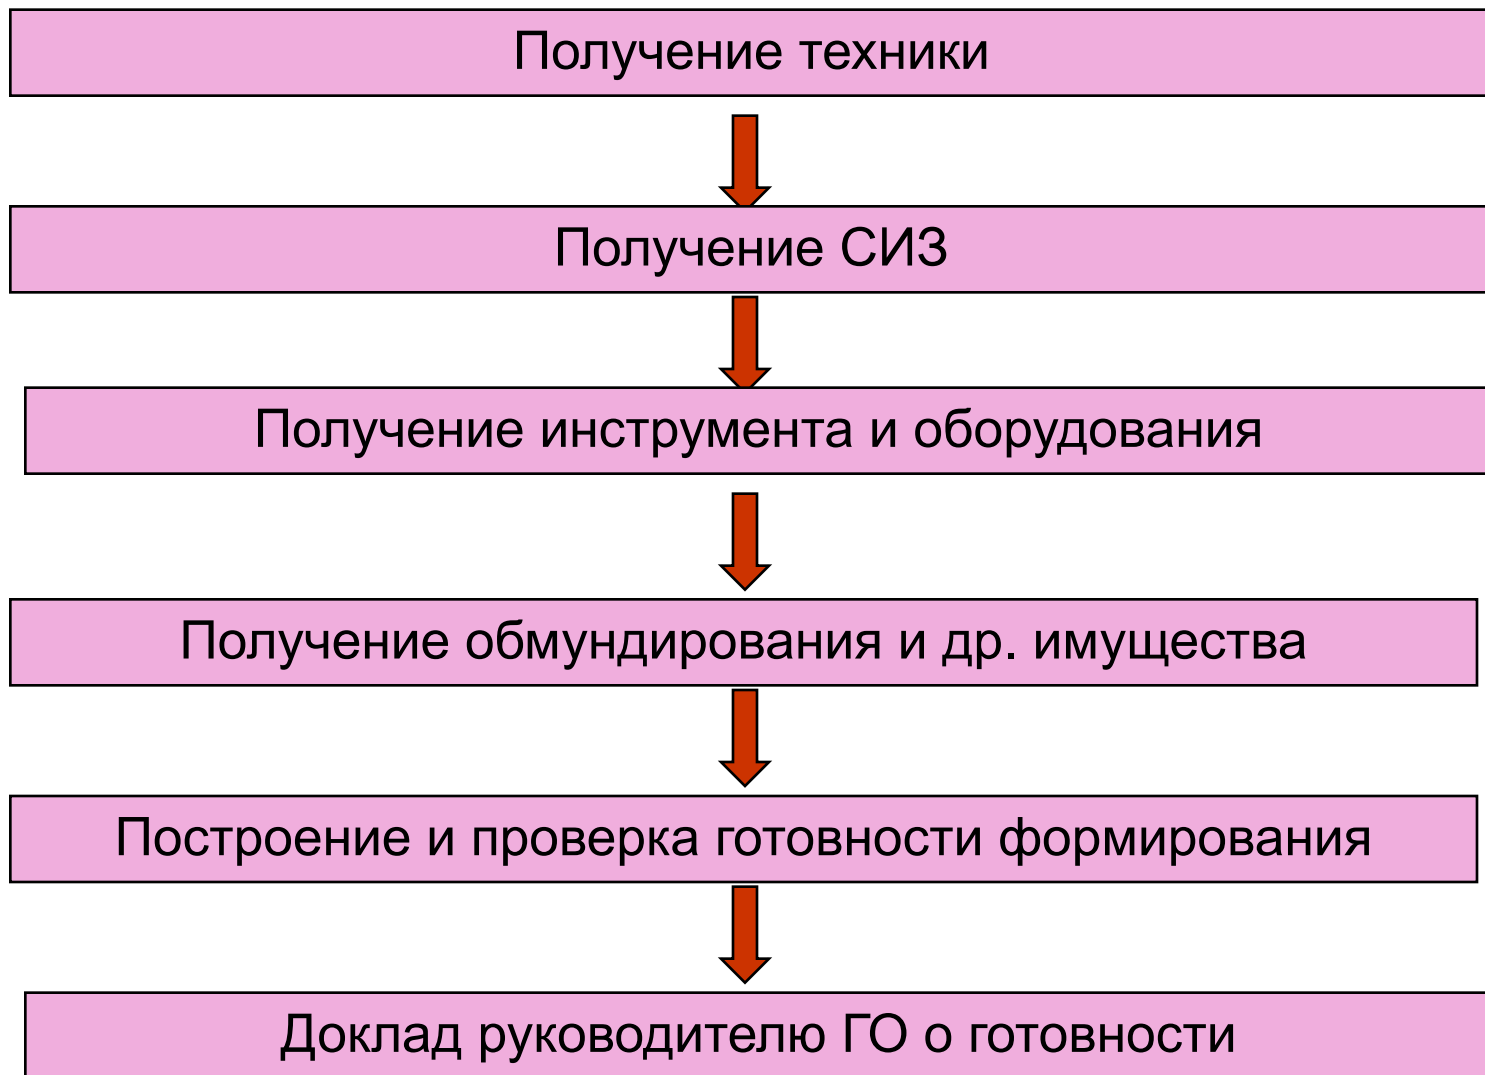 Получение техники
Получение СИЗ
Получение инструмента и оборудования
Получение обмундирования и др. имущества
Построение и проверка готовности формирования
Доклад руководителю ГО о готовности